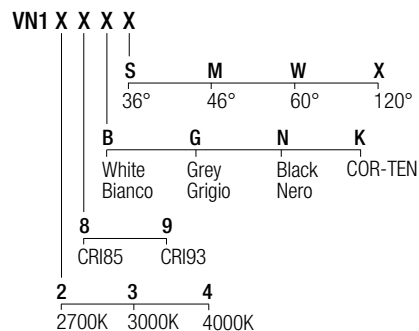 VN1 X X X X
S M W X
36° 46° 60° 120°
B G N K
White Grey Black COR-TEN
Bianco Grigio Nero
8 9
CRI85 CRI93
2 3 4
2700K 3000K 4000K